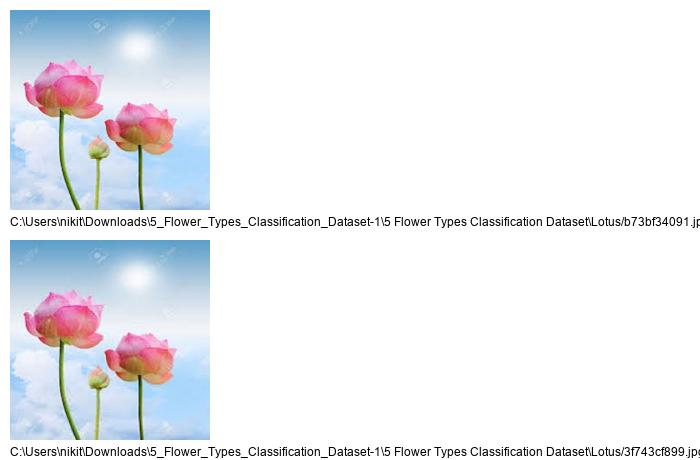 C:\Users\nikit\Downloads\5_Flower_Types_Classification_Dataset-1\5 Flower Types Classification Dataset\Lotus/b73bf34091.jp
C:\Users\nikit\Downloads\5_Flower_Types_Classification_Dataset-1\5 Flower Types Classification Dataset\Lotus/3f743cf899.jpg